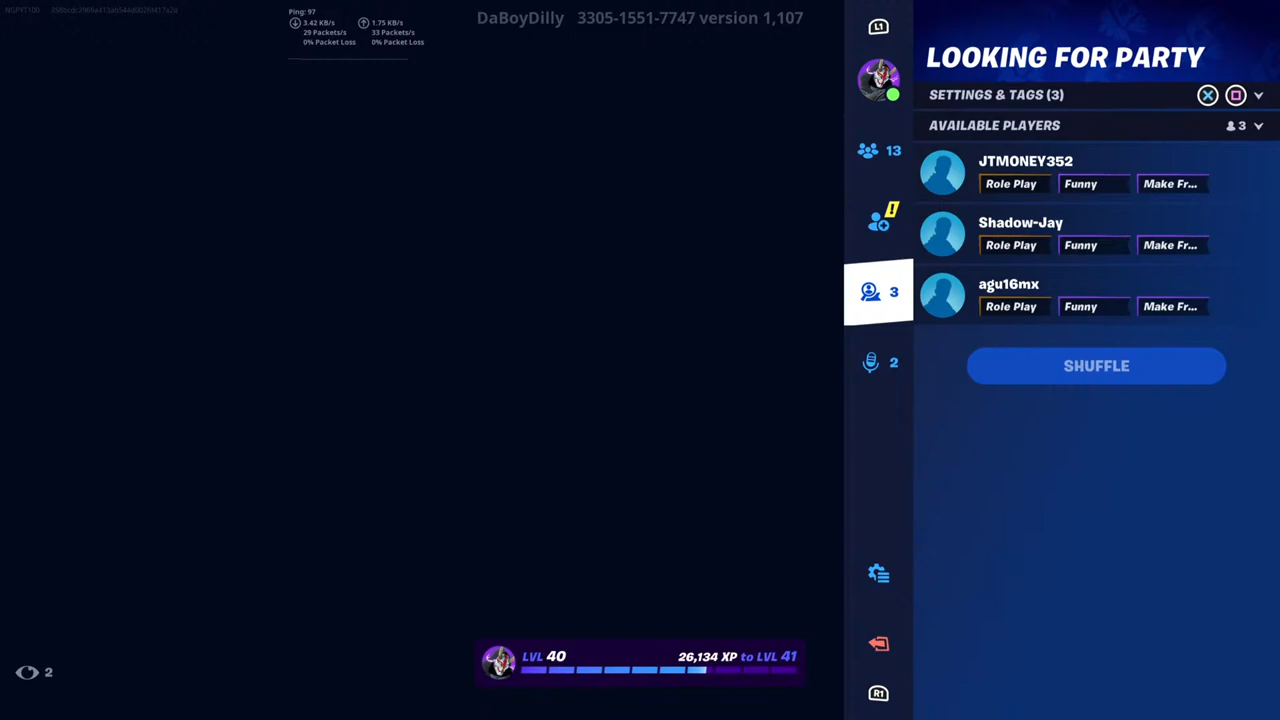 Ping: 97
3.42 KB/s 1.75 KB/s
29 Packets/s 33 Packets/s
0% Packet Loss 0% Packet Loss
DaBoyDilly 3305-1551-7747 version 1,107
L1
LOOKING FOR PARTY
SETTINGS & TAGS (3)
AVAILABLE PLAYERS 3
13
JTMONEY352
Role Play Funny Make Fr...
Shadow-Jay
Role Play Funny Make Fr...
3
agu16mx
Role Play Funny Make Fr...
2
SHUFFLE
LVL 40 26,134 XP to LVL 41
2
R1